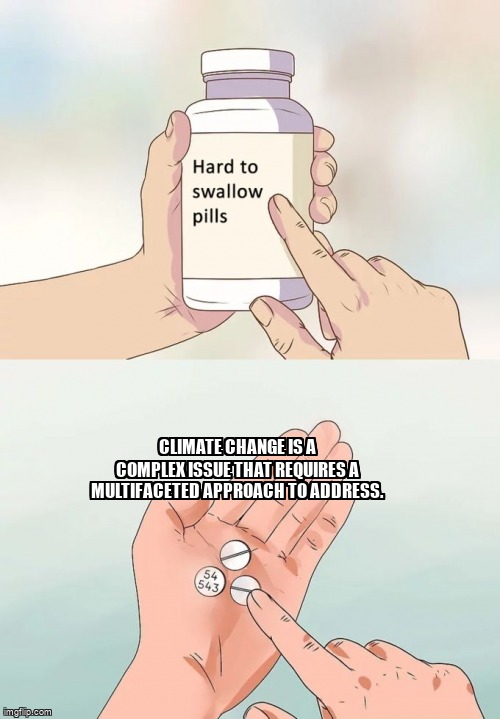 Hard to
swallow
pills
CLIMATE CHANGE IS A
COMPLEX ISSUE THAT REQUIRES A
MULTIFACETED APPROACH TO ADDRESS.
54
543
imgflip.com